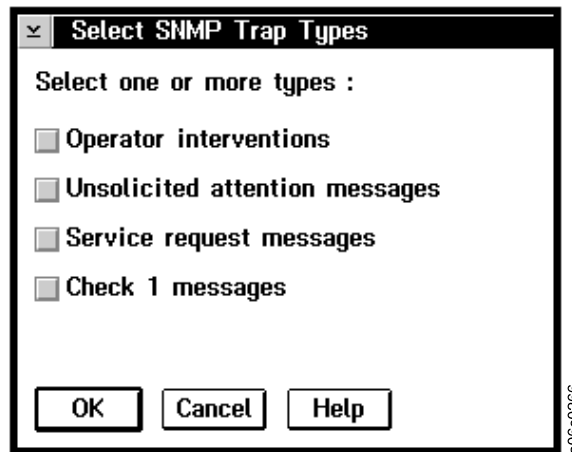 Select SNMP Trap Types
Select one or more types :
Operator interventions
Unsolicited attention messages
Service request messages
Check 1 messages
OK Cancel Help